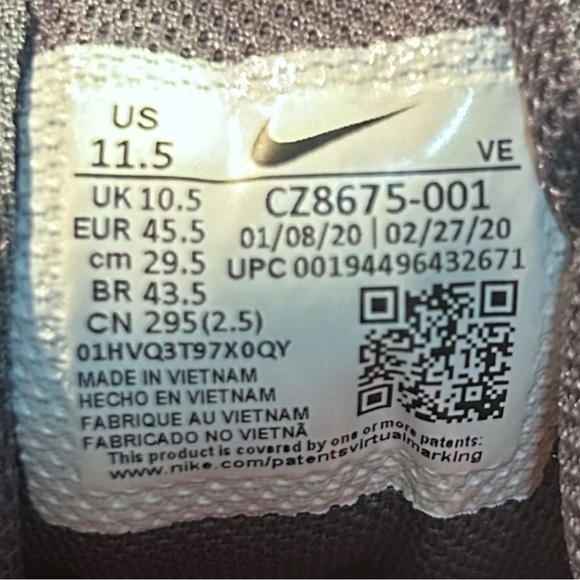 US
11.5
VE
UK 10.5
CZ8675-001
EUR 45.5
01/08/20 | 02/27/20
cm 29.5
UPC 00194496432671
BR 43.5
CN 295(2.5)
01HVQ3T97X0QY
MADE IN VIETNAM
HECHO EN VIETNAM
FABRIQUE AU VIETNAM
FABRICADO NO VIETNÃ
This product is covered by one or more patents:
www.nike.com/patentsvirtualmarking